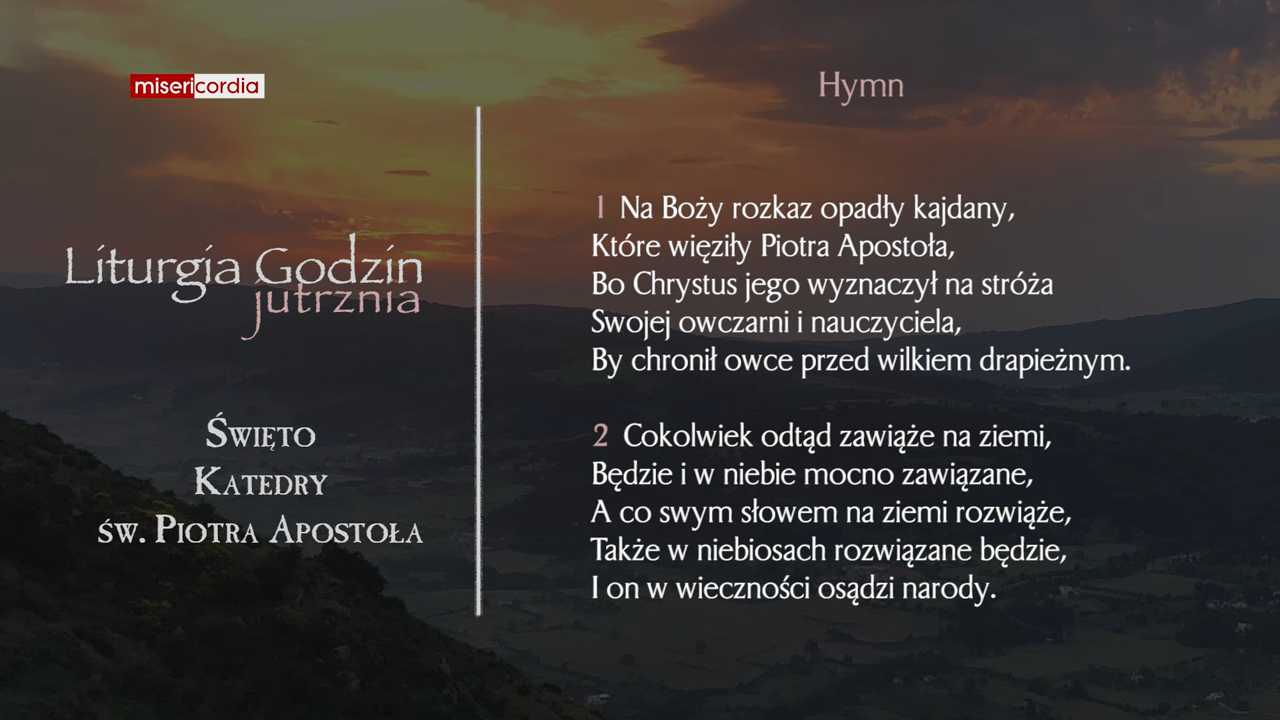 misericordia
Liturgia Godzin
jutrznia
Święto
Katedry
św. Piotra Apostoła
Hymn
1 Na Boży rozkaz opadły kajdany,
Które więziły Piotra Apostoła,
Bo Chrystus jego wyznaczył na stróża
Swojej owczarni i nauczyciela,
By chronił owce przed wilkiem drapieżnym.
2 Cokolwiek odtąd zawiąże na ziemi,
Będzie i w niebie mocno zawiązane,
A co swym słowem na ziemi rozwiąże,
Także w niebiosach rozwiązane będzie,
I on w wieczności osądzi narody.